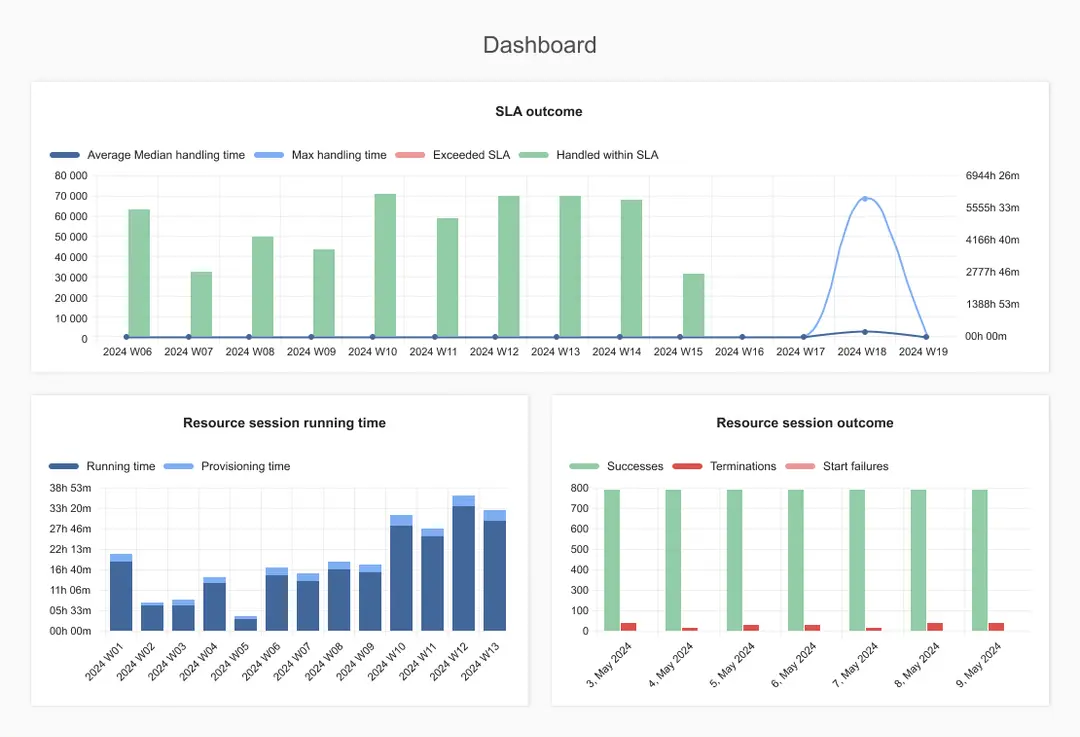 Dashboard
SLA outcome
Average Median handling time Max handling time Exceeded SLA Handled within SLA
80 000 6944h 26m
70 000
60 000 5555h 33m
50 000
40 000 4166h 40m
30 000 2777h 46m
20 000
10 000 1388h 53m
0 00h 00m
2024 W06 2024 W07 2024 W08 2024 W09 2024 W10 2024 W11 2024 W12 2024 W13 2024 W14 2024 W15 2024 W16 2024 W17 2024 W18 2024 W19
Resource session running time
Running time Provisioning time
38h 53m
33h 20m
27h 46m
22h 13m
16h 40m
11h 06m
05h 33m
00h 00m
2024 W01 2024 W02 2024 W03 2024 W04 2024 W05 2024 W06 2024 W07 2024 W08 2024 W09 2024 W10 2024 W11 2024 W12 2024 W13
Resource session outcome
Successes Terminations Start failures
800
700
600
500
400
300
100
0
3, May 2024 4, May 2024 5, May 2024 6, May 2024 7, May 2024 8, May 2024 9, May 2024